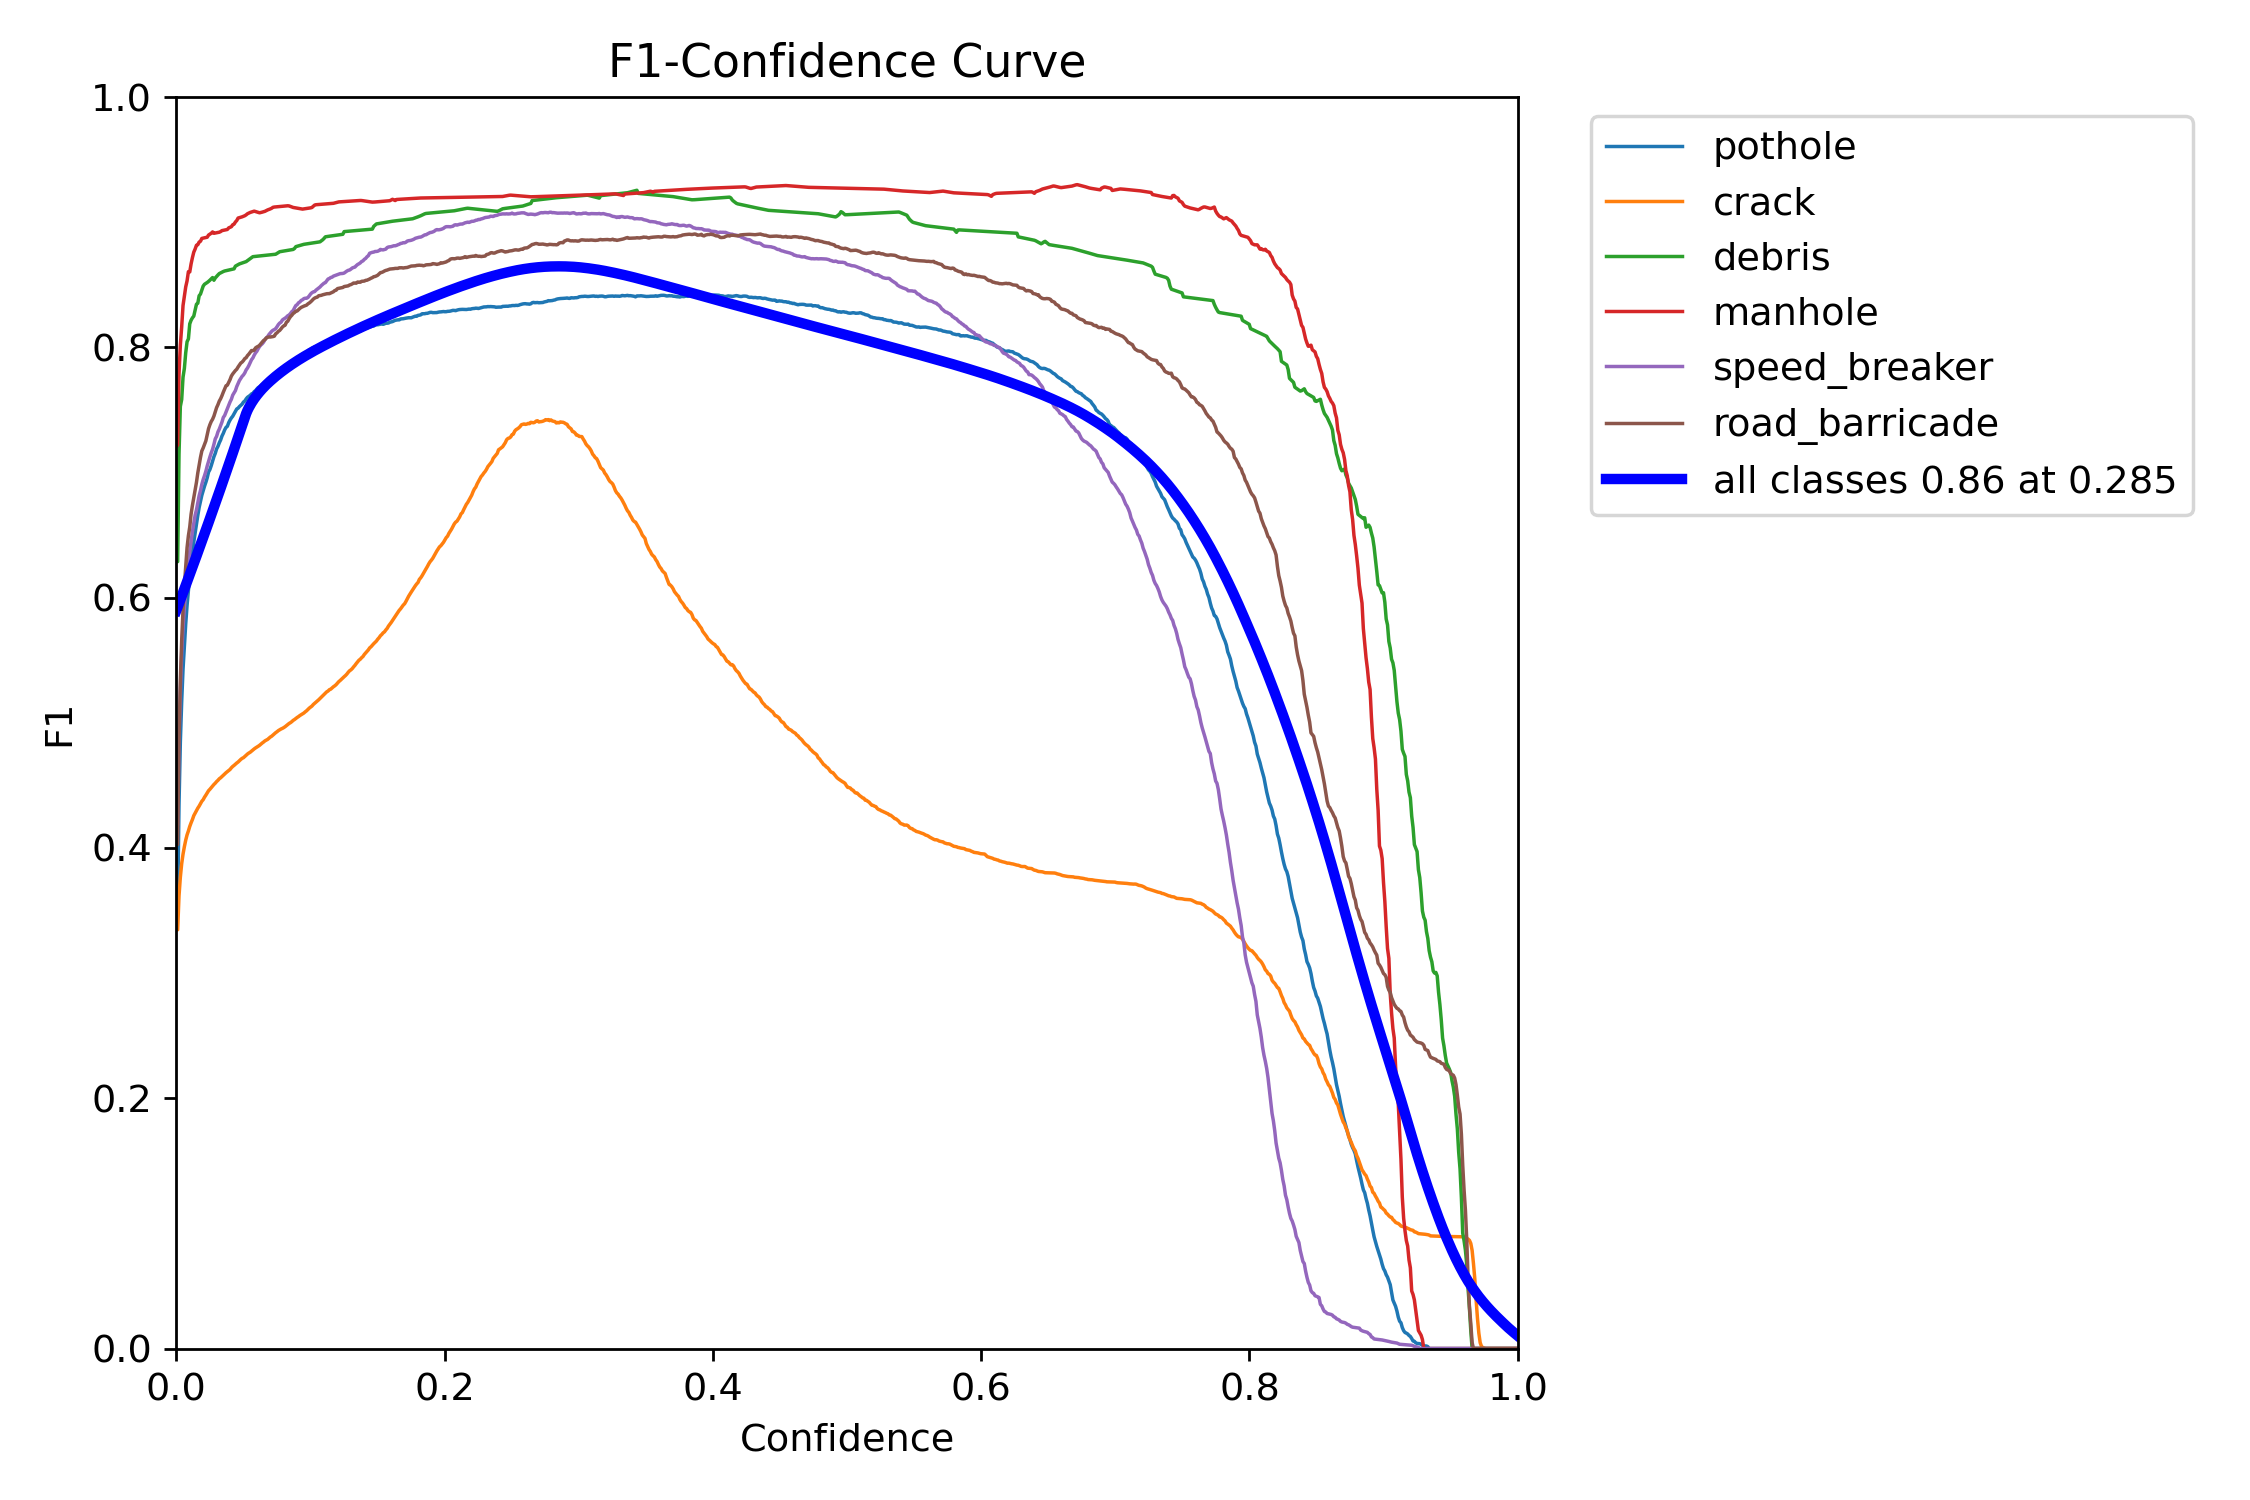 F1-Confidence Curve
1.0
0.8
0.6
0.4
0.2
0.0
F1
0.0 0.2 0.4 0.6 0.8 1.0
Confidence
pothole
crack
debris
manhole
speed_breaker
road_barricade
all classes 0.86 at 0.285